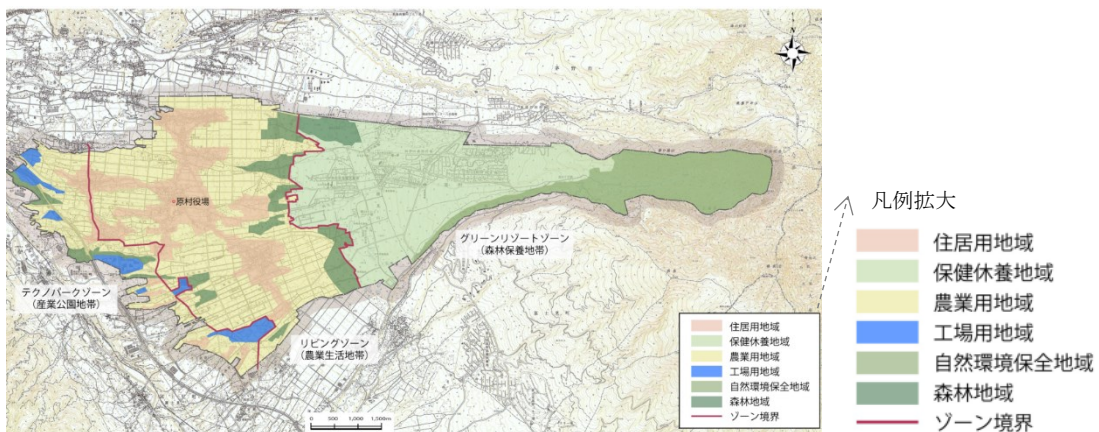 N
原村役場
グリーンリゾートゾーン
（森林保養地帯）
テクノパークゾーン
（産業公園地帯）
リビングゾーン
（農業生活地帯）
0 500 1,000 1,500m
住居用地域
保健休養地域
農業用地域
工場用地域
自然環境保全地域
森林地域
ゾーン境界
凡例拡大
住居用地域
保健休養地域
農業用地域
工場用地域
自然環境保全地域
森林地域
ゾーン境界